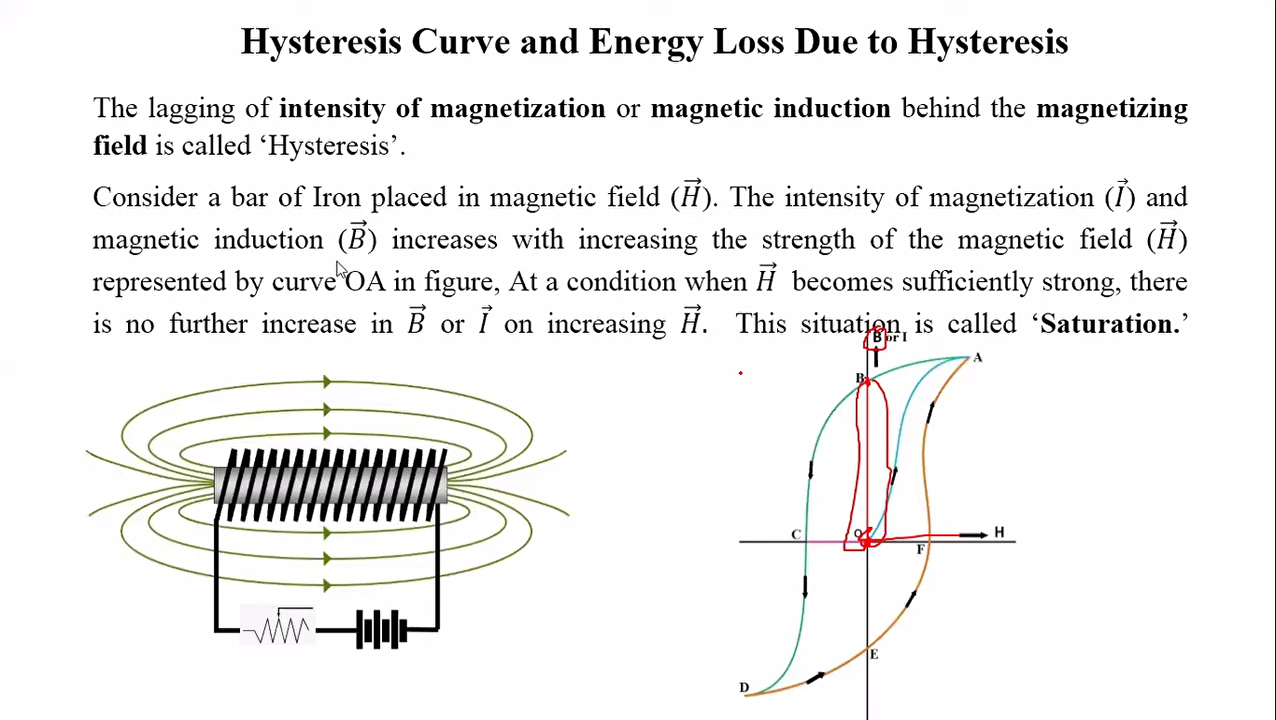 Hysteresis Curve and Energy Loss Due to Hysteresis
The lagging of intensity of magnetization or magnetic induction behind the magnetizing
field is called ‘Hysteresis’.
Consider a bar of Iron placed in magnetic field (H⃗). The intensity of magnetization (I⃗) and
magnetic induction (B⃗) increases with increasing the strength of the magnetic field (H⃗)
represented by curve OA in figure, At a condition when H⃗ becomes sufficiently strong, there
is no further increase in B⃗ or I⃗ on increasing H⃗. This situation is called ‘Saturation.’
B or I
A
B
C
O
F
H
E
D